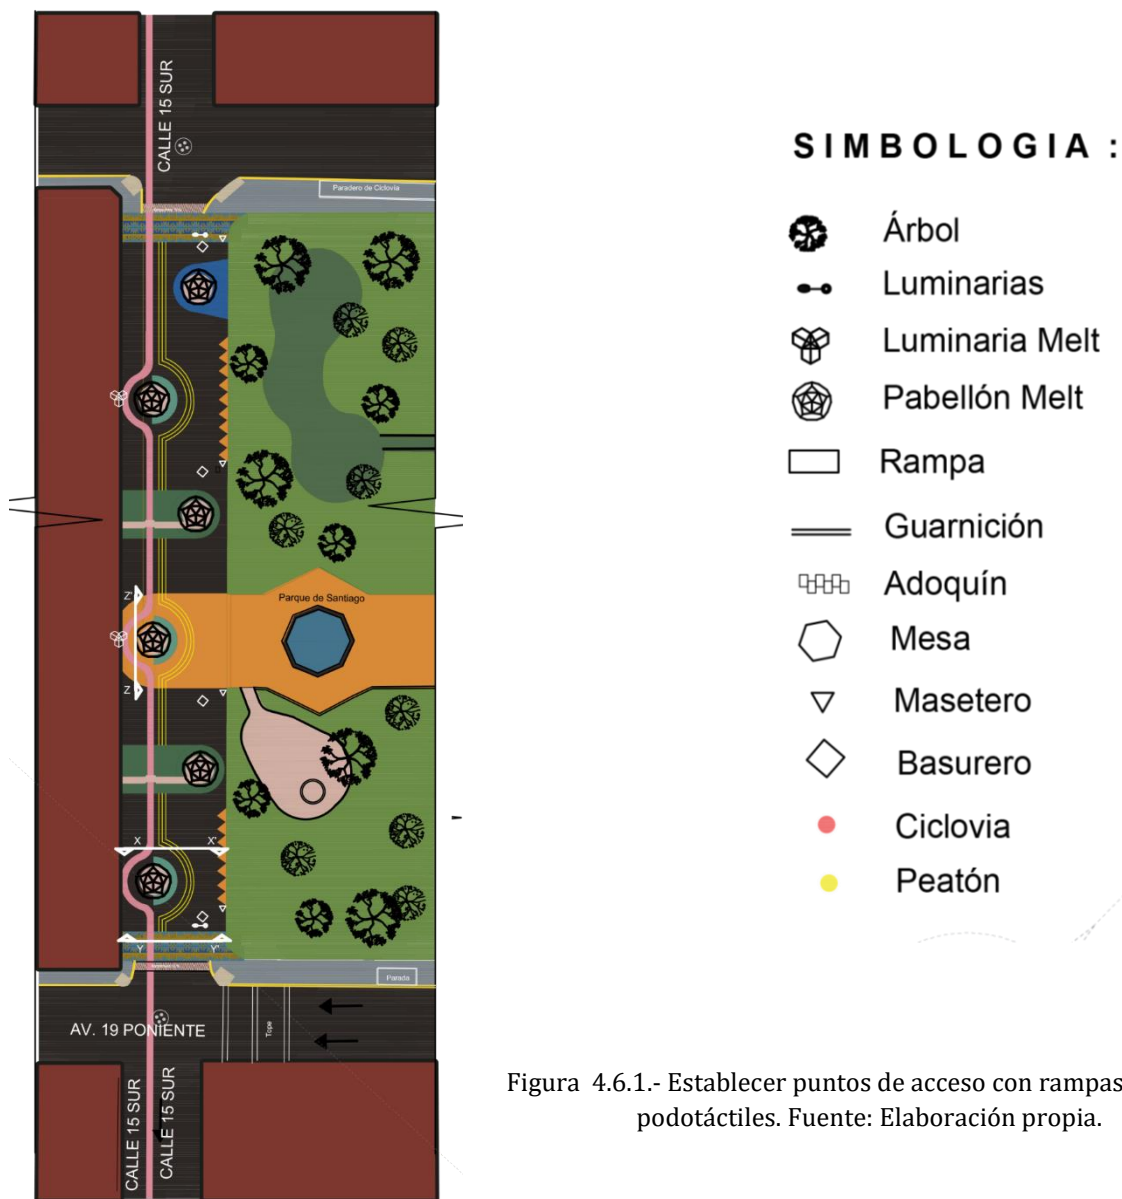 CALLE 15 SUR
Paradero de Ciclovía
Parque de Santiago
Z'
Z
X
X'
Y
Y'
Parada
AV. 19 PONIENTE
Tope
CALLE 15 SUR
CALLE 15 SUR
SIMBOLOGIA :
Árbol
Luminarias
Luminaria Melt
Pabellón Melt
Rampa
Guarnición
Adoquín
Mesa
Masetero
Basurero
Ciclovia
Peatón
Figura 4.6.1.- Establecer puntos de acceso con rampas
podotáctiles. Fuente: Elaboración propia.